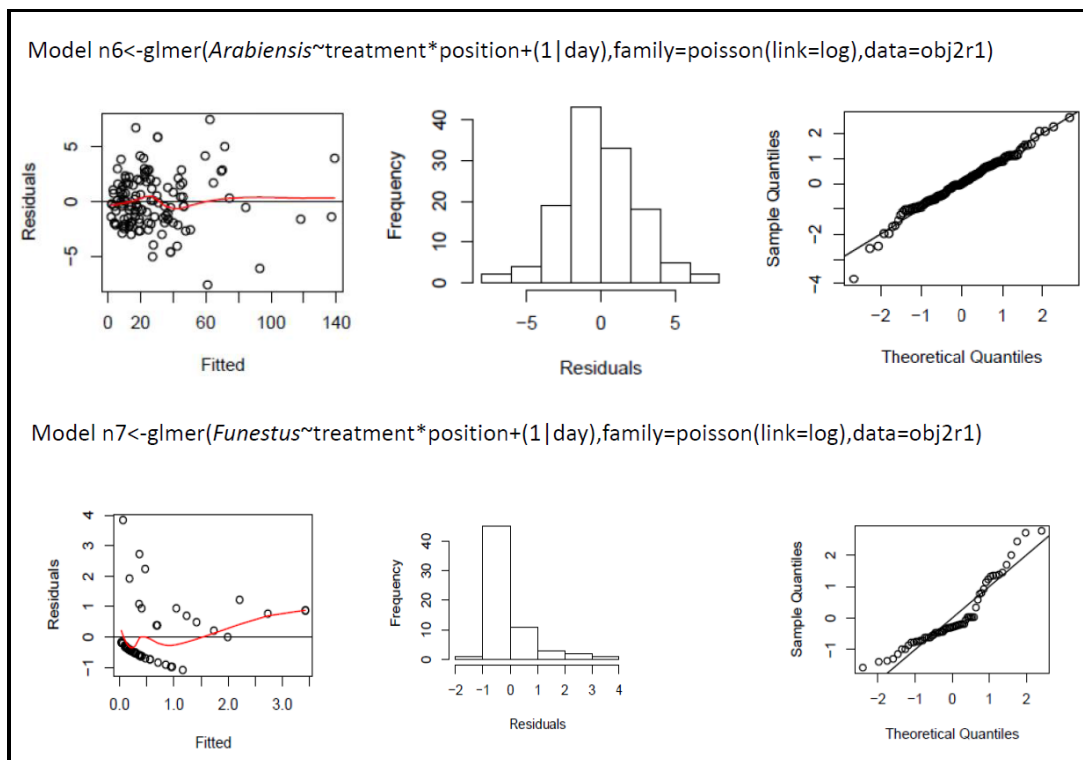 Model n6<-glmer(Arabiensis~treatment*position+(1|day),family=poisson(link=log),data=obj2r1)
Residuals
5
0
−5
0 20 60 100 140
Fitted
Frequency
40
30
20
10
0
−5 0 5
Residuals
Sample Quantiles
2
0
−2
−4
−2 −1 0 1 2
Theoretical Quantiles
Model n7<-glmer(Funestus~treatment*position+(1|day),family=poisson(link=log),data=obj2r1)
Residuals
4
3
2
1
0
−1
0.0 1.0 3.0
Fitted
Frequency
40
30
20
10
0
−2 −1 0 1 2 3 4
Residuals
Sample Quantiles
2
1
0
−1
−2 −1 0 1 2
Theoretical Quantiles